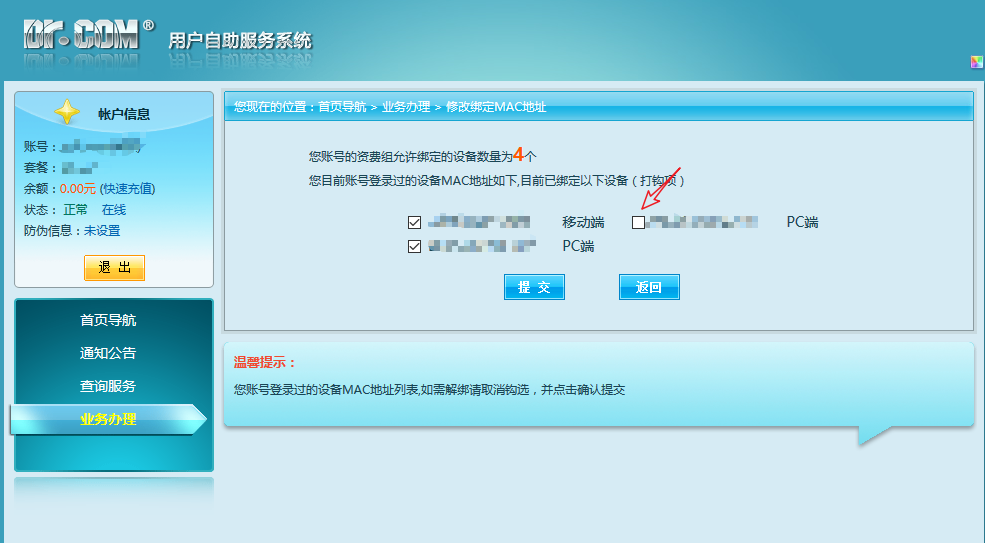 Dr.COM® 用户自助服务系统
帐户信息
账号：
套餐：
余额：0.00元 (快速充值)
状态： 正常 在线
防伪信息：未设置
退 出
首页导航
通知公告
查询服务
业务办理
您现在的位置：首页导航 > 业务办理 > 修改绑定MAC地址
您账号的资费组允许绑定的设备数量为4个
您目前账号登录过的设备MAC地址如下,目前已绑定以下设备（打钩项）
移动端 PC端
PC端
提 交 返回
温馨提示：
您账号登录过的设备MAC地址列表,如需解绑请取消钩选，并点击确认提交